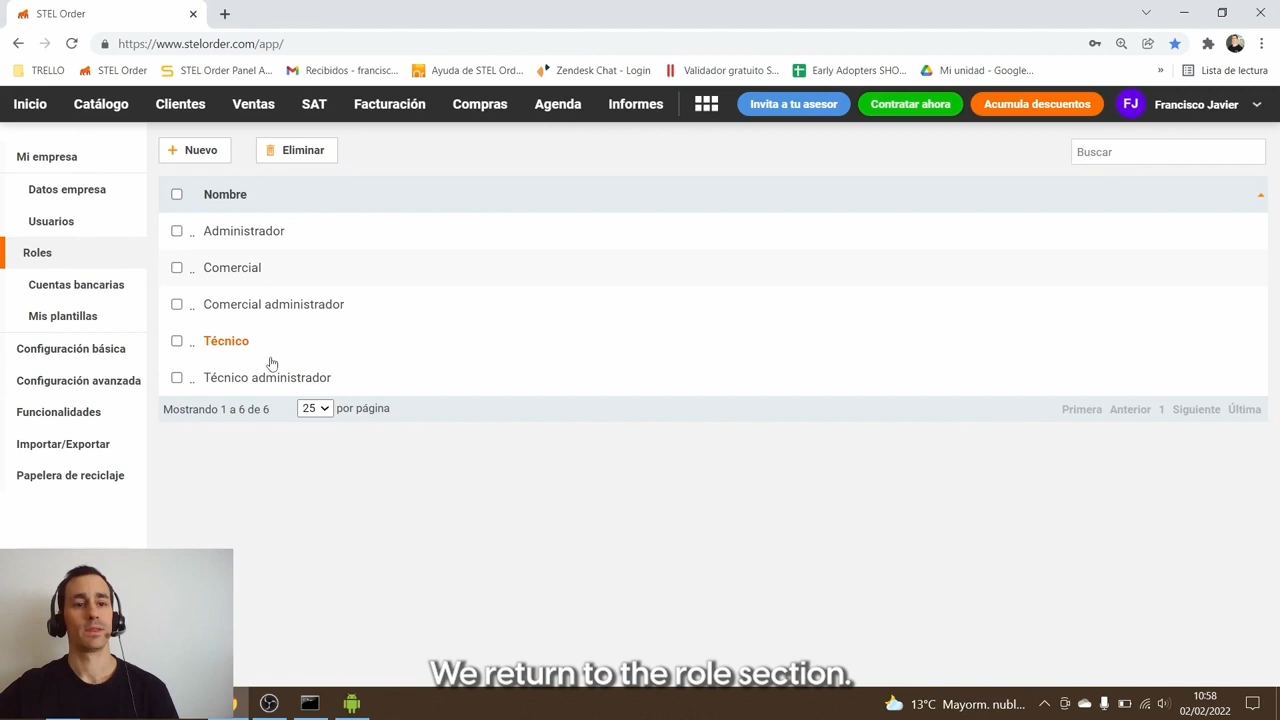 STEL Order
https://www.stelorder.com/app/
TRELLO
STEL Order
STEL Order Panel A...
Recibidos - francisc...
Ayuda de STEL Ord...
Zendesk Chat - Login
Validador gratuito S...
Early Adopters SHO...
Mi unidad - Google...
»
Lista de lectura
Inicio
Catálogo
Clientes
Ventas
SAT
Facturación
Compras
Agenda
Informes
Invita a tu asesor
Contratar ahora
Acumula descuentos
FJ
Francisco Javier
Mi empresa
Datos empresa
Usuarios
Roles
Cuentas bancarias
Mis plantillas
Configuración básica
Configuración avanzada
Funcionalidades
Importar/Exportar
Papelera de reciclaje
+ Nuevo
Eliminar
Buscar
Nombre
.. Administrador
.. Comercial
.. Comercial administrador
.. Técnico
.. Técnico administrador
Mostrando 1 a 6 de 6
25
por página
Primera Anterior 1 Siguiente Última
We return to the role section.
13°C Mayorm. nubl...
10:58
02/02/2022